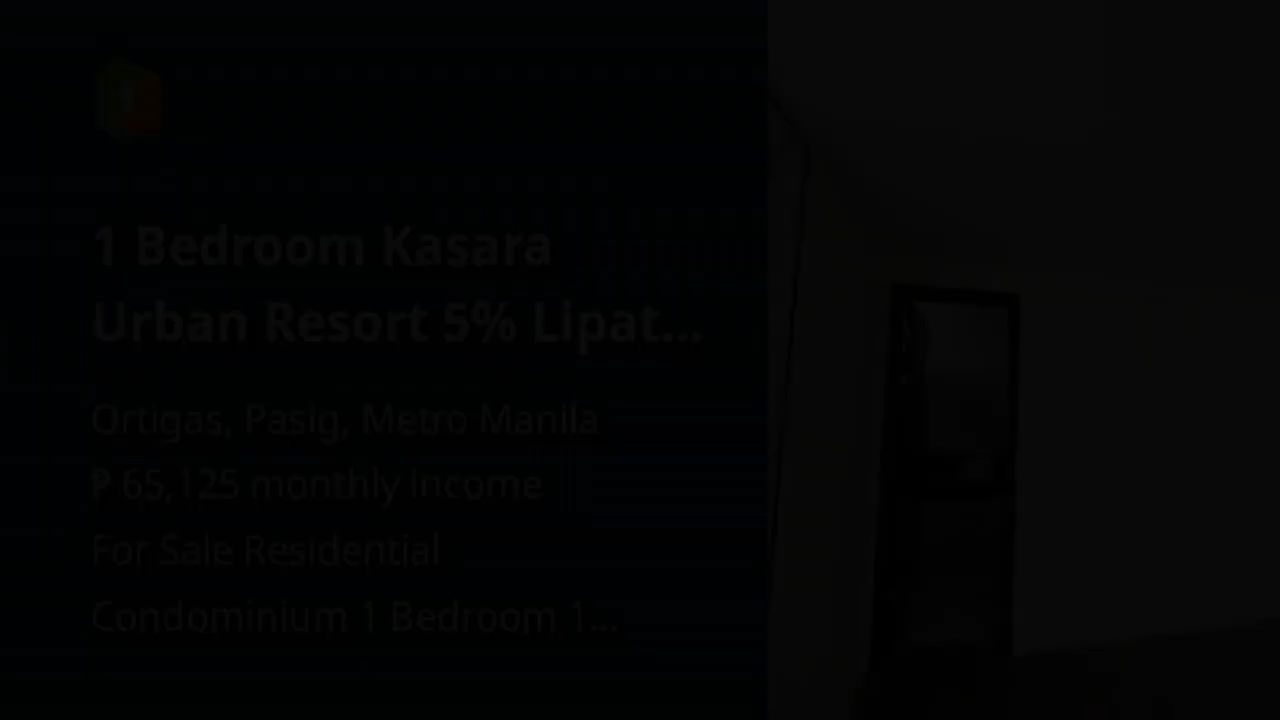 1 Bedroom Kasara
Urban Resort 5% Lipat...
Ortigas, Pasig, Metro Manila
₱ 65,125 monthly income
For Sale Residential
Condominium 1 Bedroom 1...